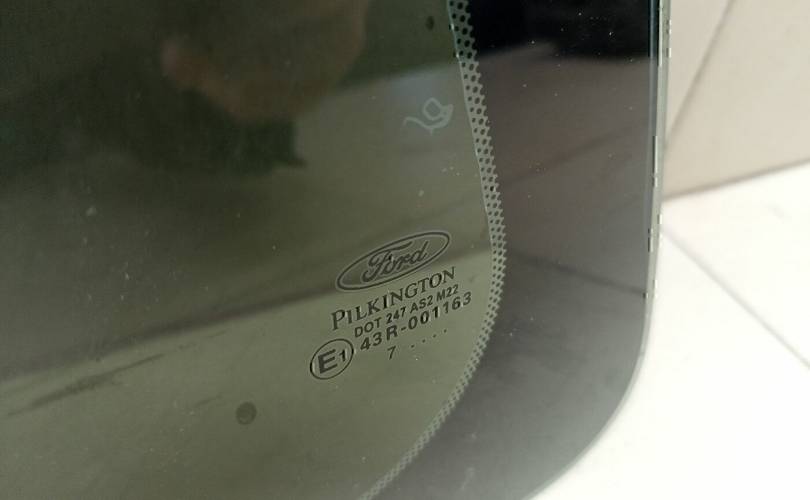 Ford
PILKINGTON
DOT 247 AS2 M22
E1 43R-001163
7 ....